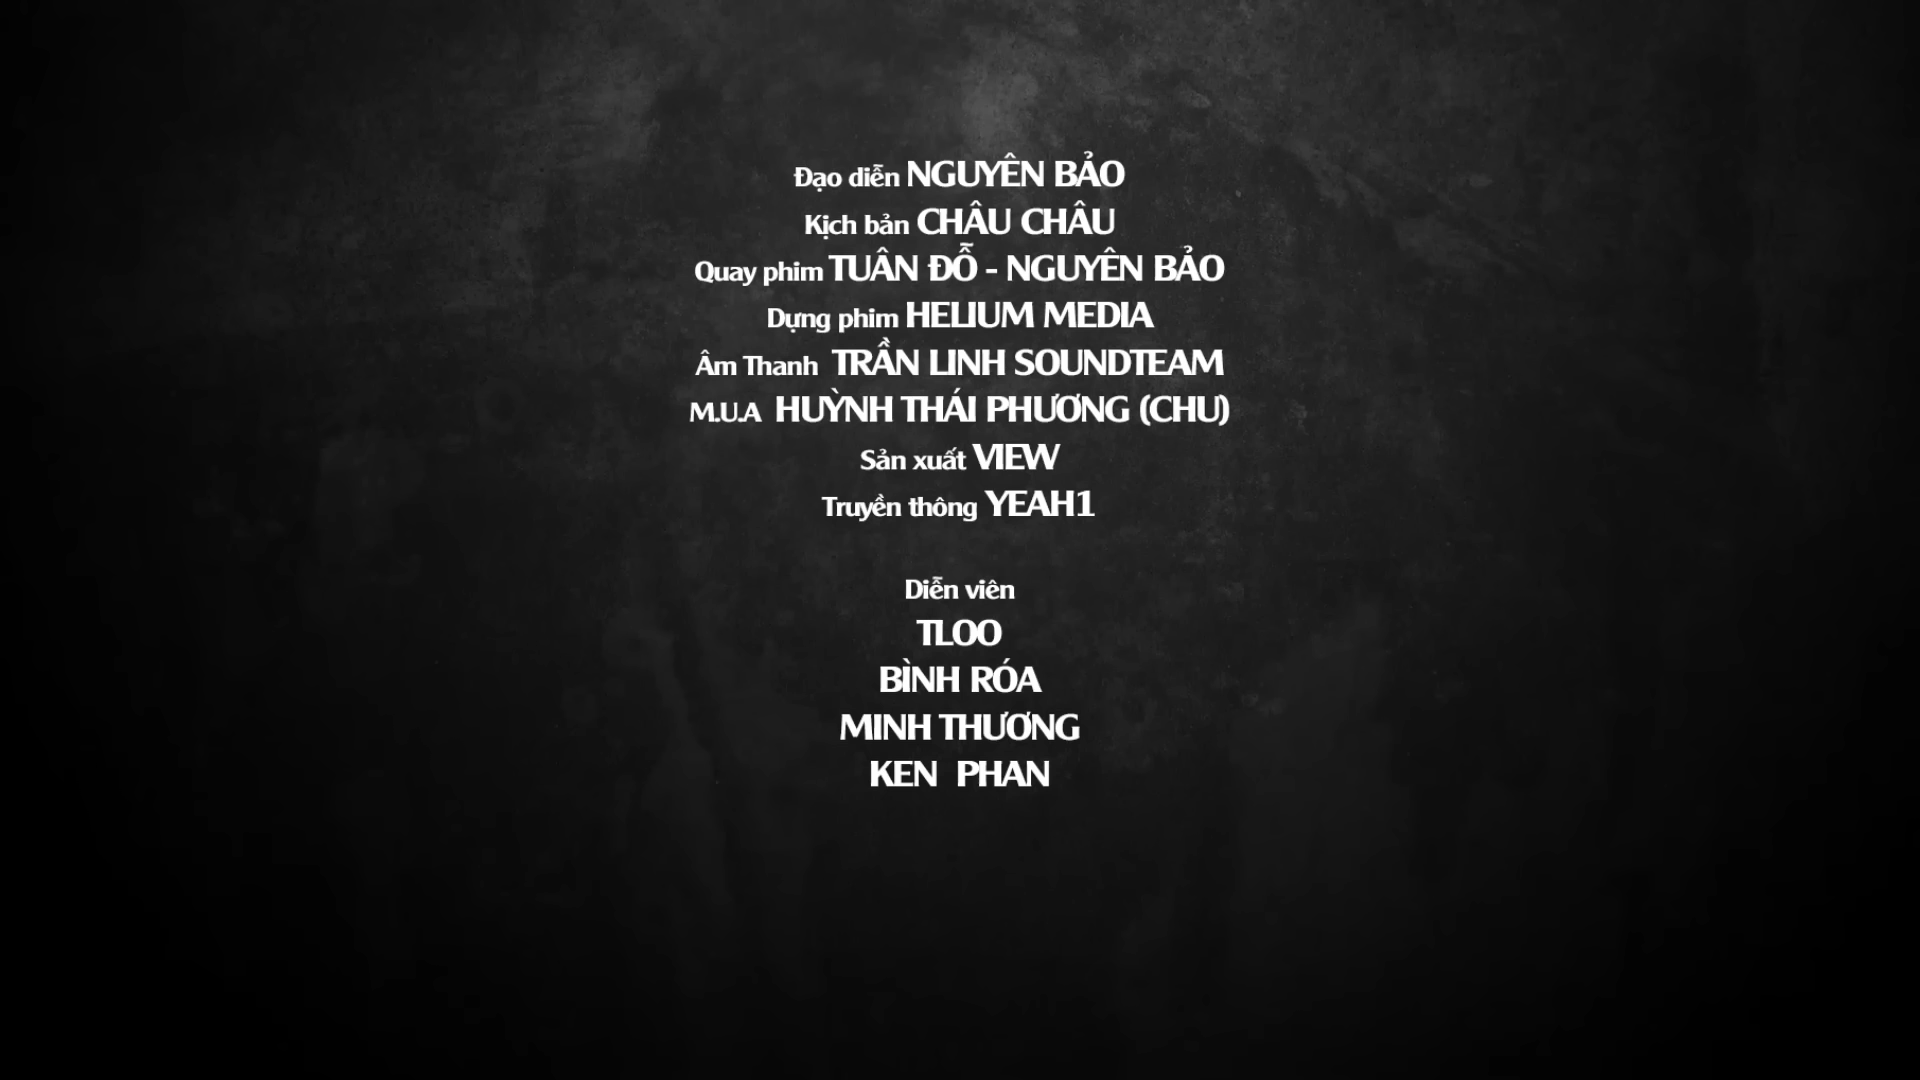 Đạo diễn NGUYÊN BẢO
Kịch bản CHÂU CHÂU
Quay phim TUÂN ĐỖ - NGUYÊN BẢO
Dựng phim HELIUM MEDIA
Âm Thanh TRẦN LINH SOUNDTEAM
M.U.A HUỲNH THÁI PHƯƠNG (CHU)
Sản xuất VIEW
Truyền thông YEAH1
Diễn viên
TLOO
BÌNH RÓA
MINH THƯƠNG
KEN PHAN